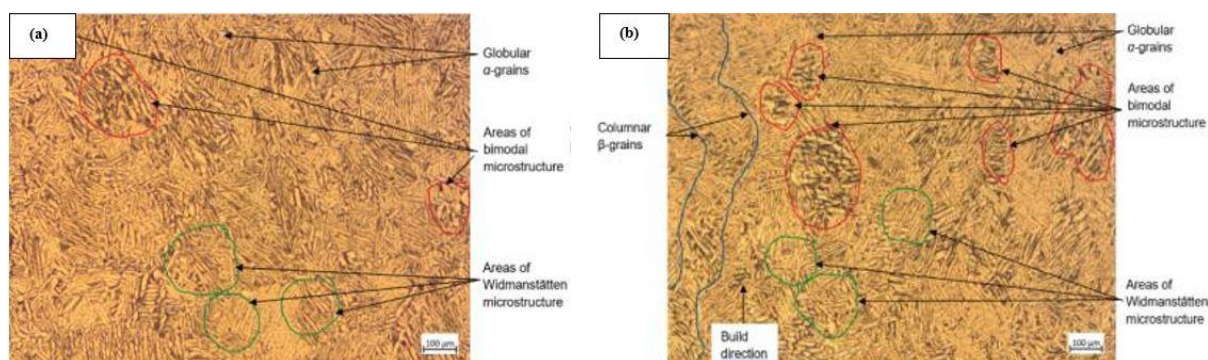 (a)
Globular
α-grains
Areas of
bimodal
microstructure
Areas of
Widmanstätten
microstructure
100 µm
(b)
Columnar
β-grains
Build
direction
Globular
α-grains
Areas of
bimodal
microstructure
Areas of
Widmanstätten
microstructure
100 µm